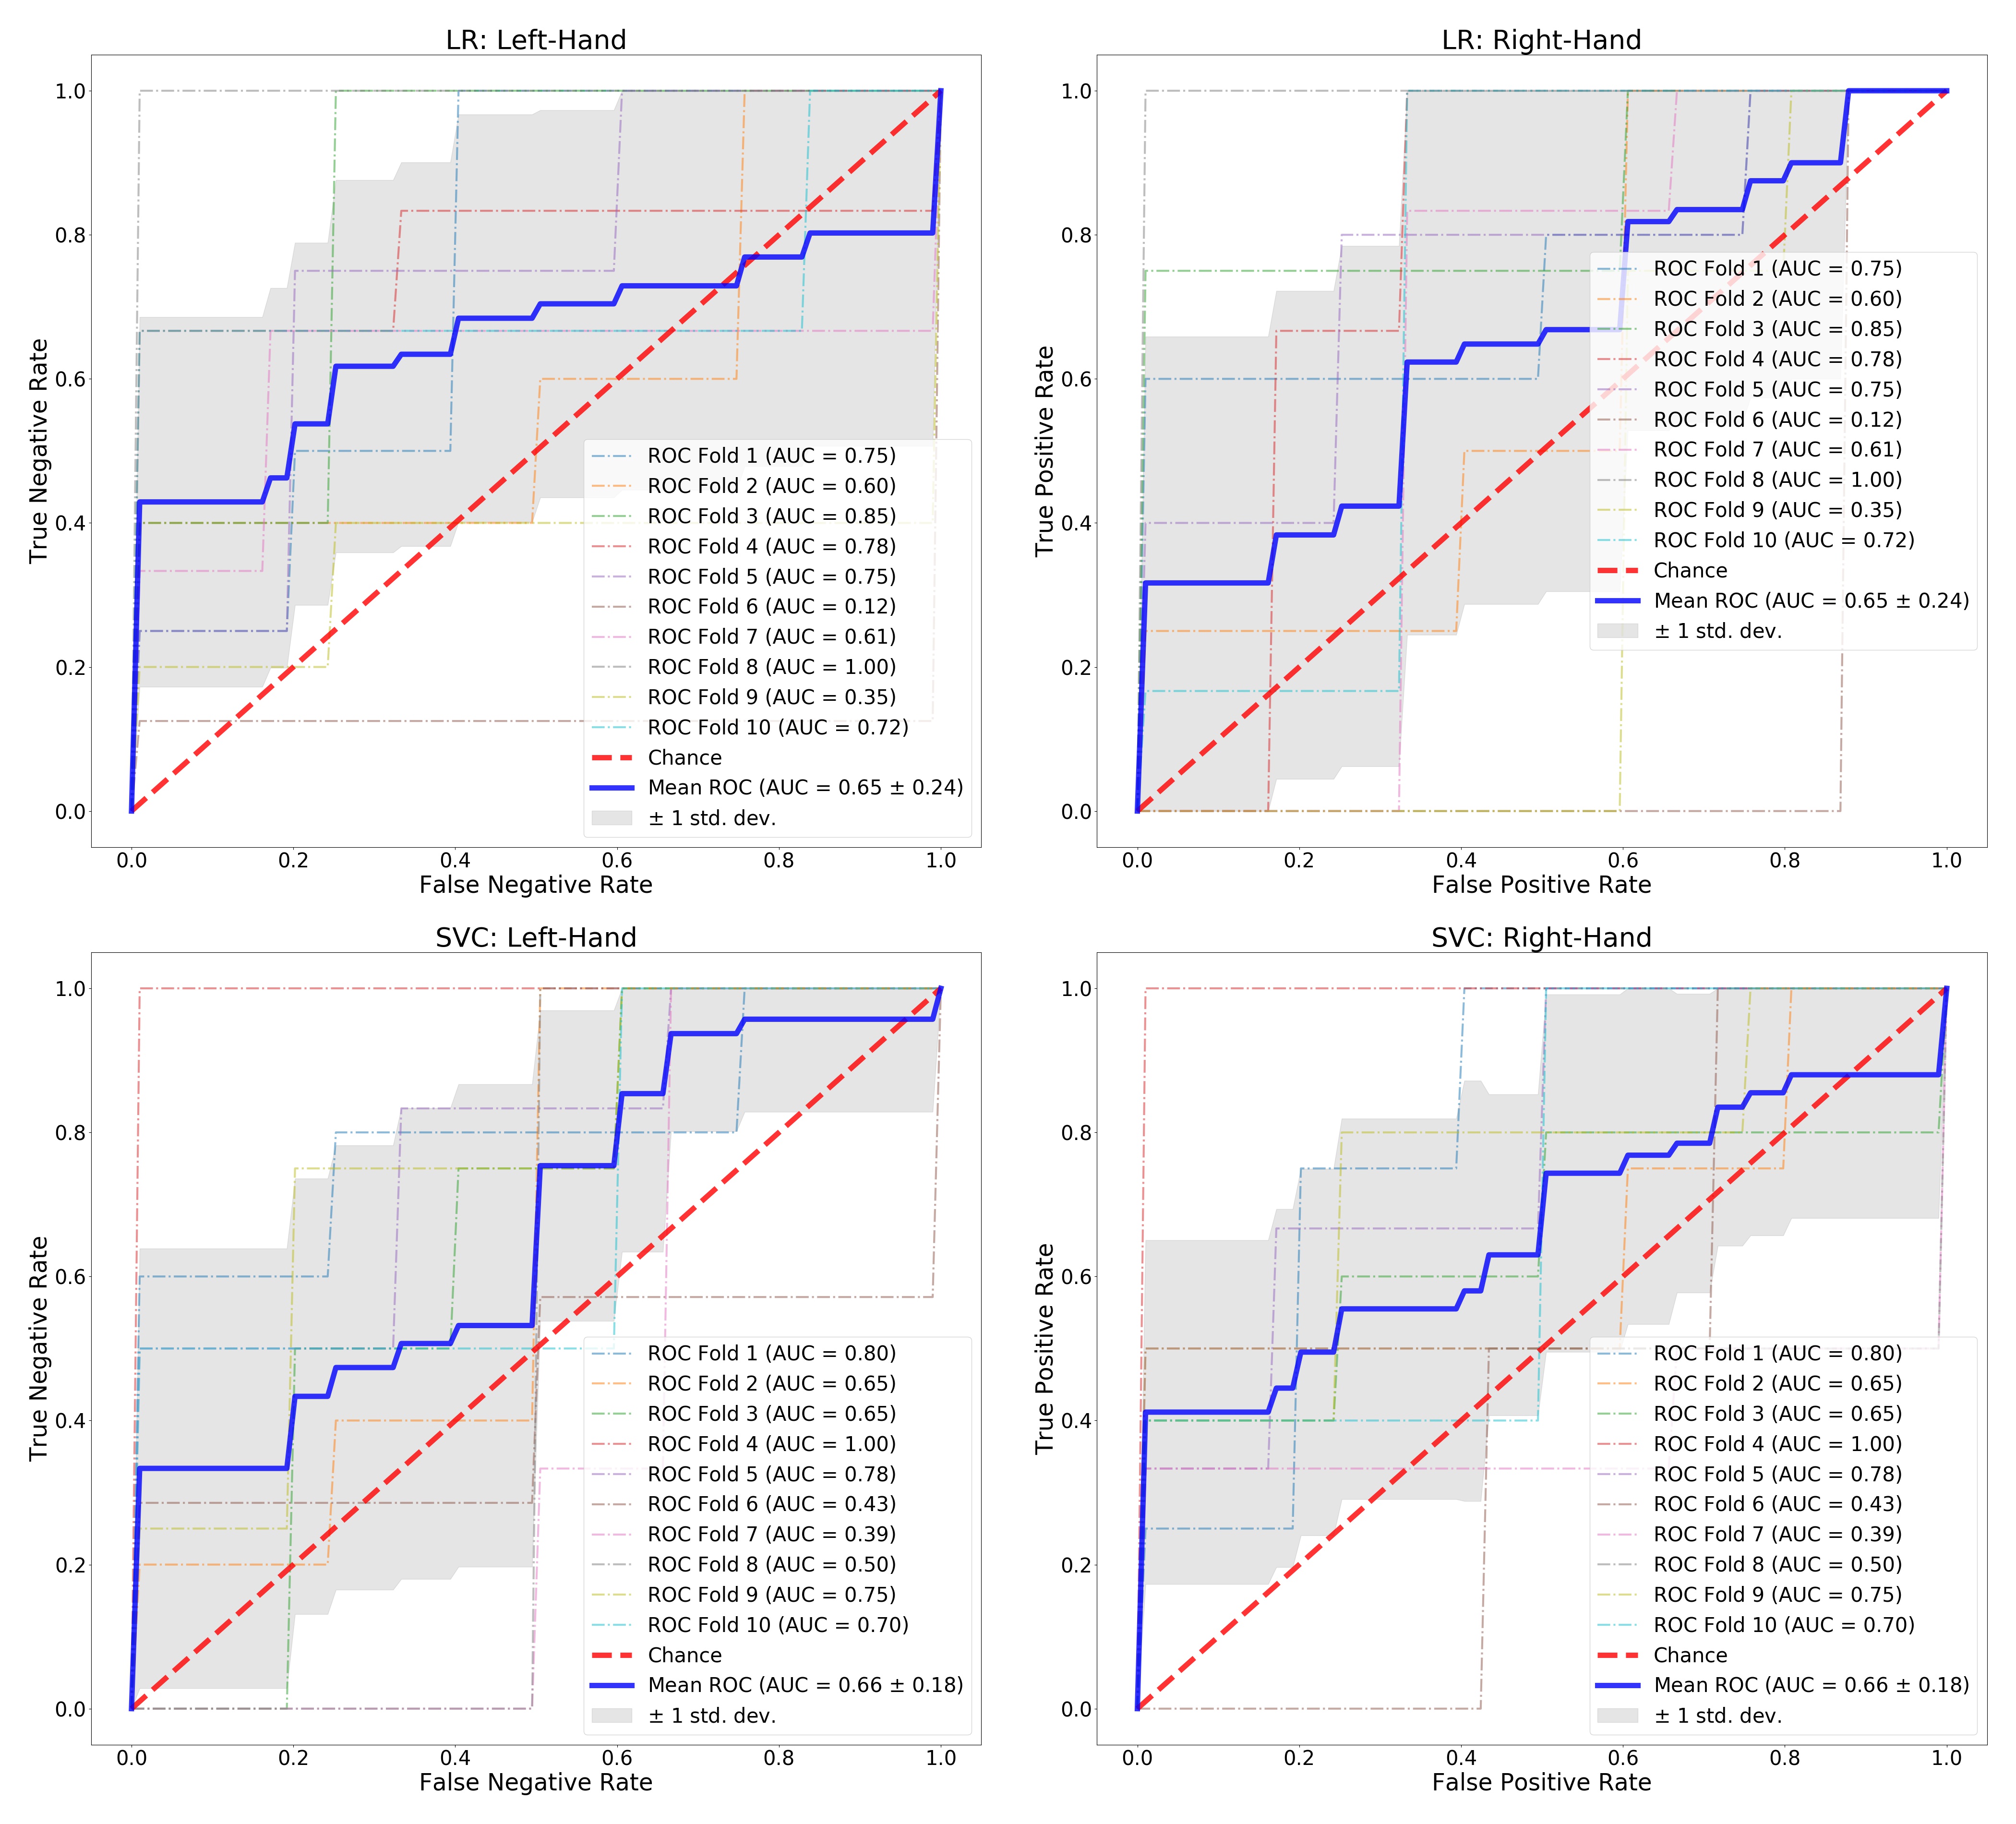 LR: Left-Hand
True Negative Rate
1.0
0.8
0.6
0.4
0.2
0.0
ROC Fold 1 (AUC = 0.75)
ROC Fold 2 (AUC = 0.60)
ROC Fold 3 (AUC = 0.85)
ROC Fold 4 (AUC = 0.78)
ROC Fold 5 (AUC = 0.75)
ROC Fold 6 (AUC = 0.12)
ROC Fold 7 (AUC = 0.61)
ROC Fold 8 (AUC = 1.00)
ROC Fold 9 (AUC = 0.35)
ROC Fold 10 (AUC = 0.72)
Chance
Mean ROC (AUC = 0.65 ± 0.24)
± 1 std. dev.
0.0 0.2 0.4 0.6 0.8 1.0
False Negative Rate
LR: Right-Hand
True Positive Rate
1.0
0.8
0.6
0.4
0.2
0.0
ROC Fold 1 (AUC = 0.75)
ROC Fold 2 (AUC = 0.60)
ROC Fold 3 (AUC = 0.85)
ROC Fold 4 (AUC = 0.78)
ROC Fold 5 (AUC = 0.75)
ROC Fold 6 (AUC = 0.12)
ROC Fold 7 (AUC = 0.61)
ROC Fold 8 (AUC = 1.00)
ROC Fold 9 (AUC = 0.35)
ROC Fold 10 (AUC = 0.72)
Chance
Mean ROC (AUC = 0.65 ± 0.24)
± 1 std. dev.
0.0 0.2 0.4 0.6 0.8 1.0
False Positive Rate
SVC: Left-Hand
True Negative Rate
1.0
0.8
0.6
0.4
0.2
0.0
ROC Fold 1 (AUC = 0.80)
ROC Fold 2 (AUC = 0.65)
ROC Fold 3 (AUC = 0.65)
ROC Fold 4 (AUC = 1.00)
ROC Fold 5 (AUC = 0.78)
ROC Fold 6 (AUC = 0.43)
ROC Fold 7 (AUC = 0.39)
ROC Fold 8 (AUC = 0.50)
ROC Fold 9 (AUC = 0.75)
ROC Fold 10 (AUC = 0.70)
Chance
Mean ROC (AUC = 0.66 ± 0.18)
± 1 std. dev.
0.0 0.2 0.4 0.6 0.8 1.0
False Negative Rate
SVC: Right-Hand
True Positive Rate
1.0
0.8
0.6
0.4
0.2
0.0
ROC Fold 1 (AUC = 0.80)
ROC Fold 2 (AUC = 0.65)
ROC Fold 3 (AUC = 0.65)
ROC Fold 4 (AUC = 1.00)
ROC Fold 5 (AUC = 0.78)
ROC Fold 6 (AUC = 0.43)
ROC Fold 7 (AUC = 0.39)
ROC Fold 8 (AUC = 0.50)
ROC Fold 9 (AUC = 0.75)
ROC Fold 10 (AUC = 0.70)
Chance
Mean ROC (AUC = 0.66 ± 0.18)
± 1 std. dev.
0.0 0.2 0.4 0.6 0.8 1.0
False Positive Rate